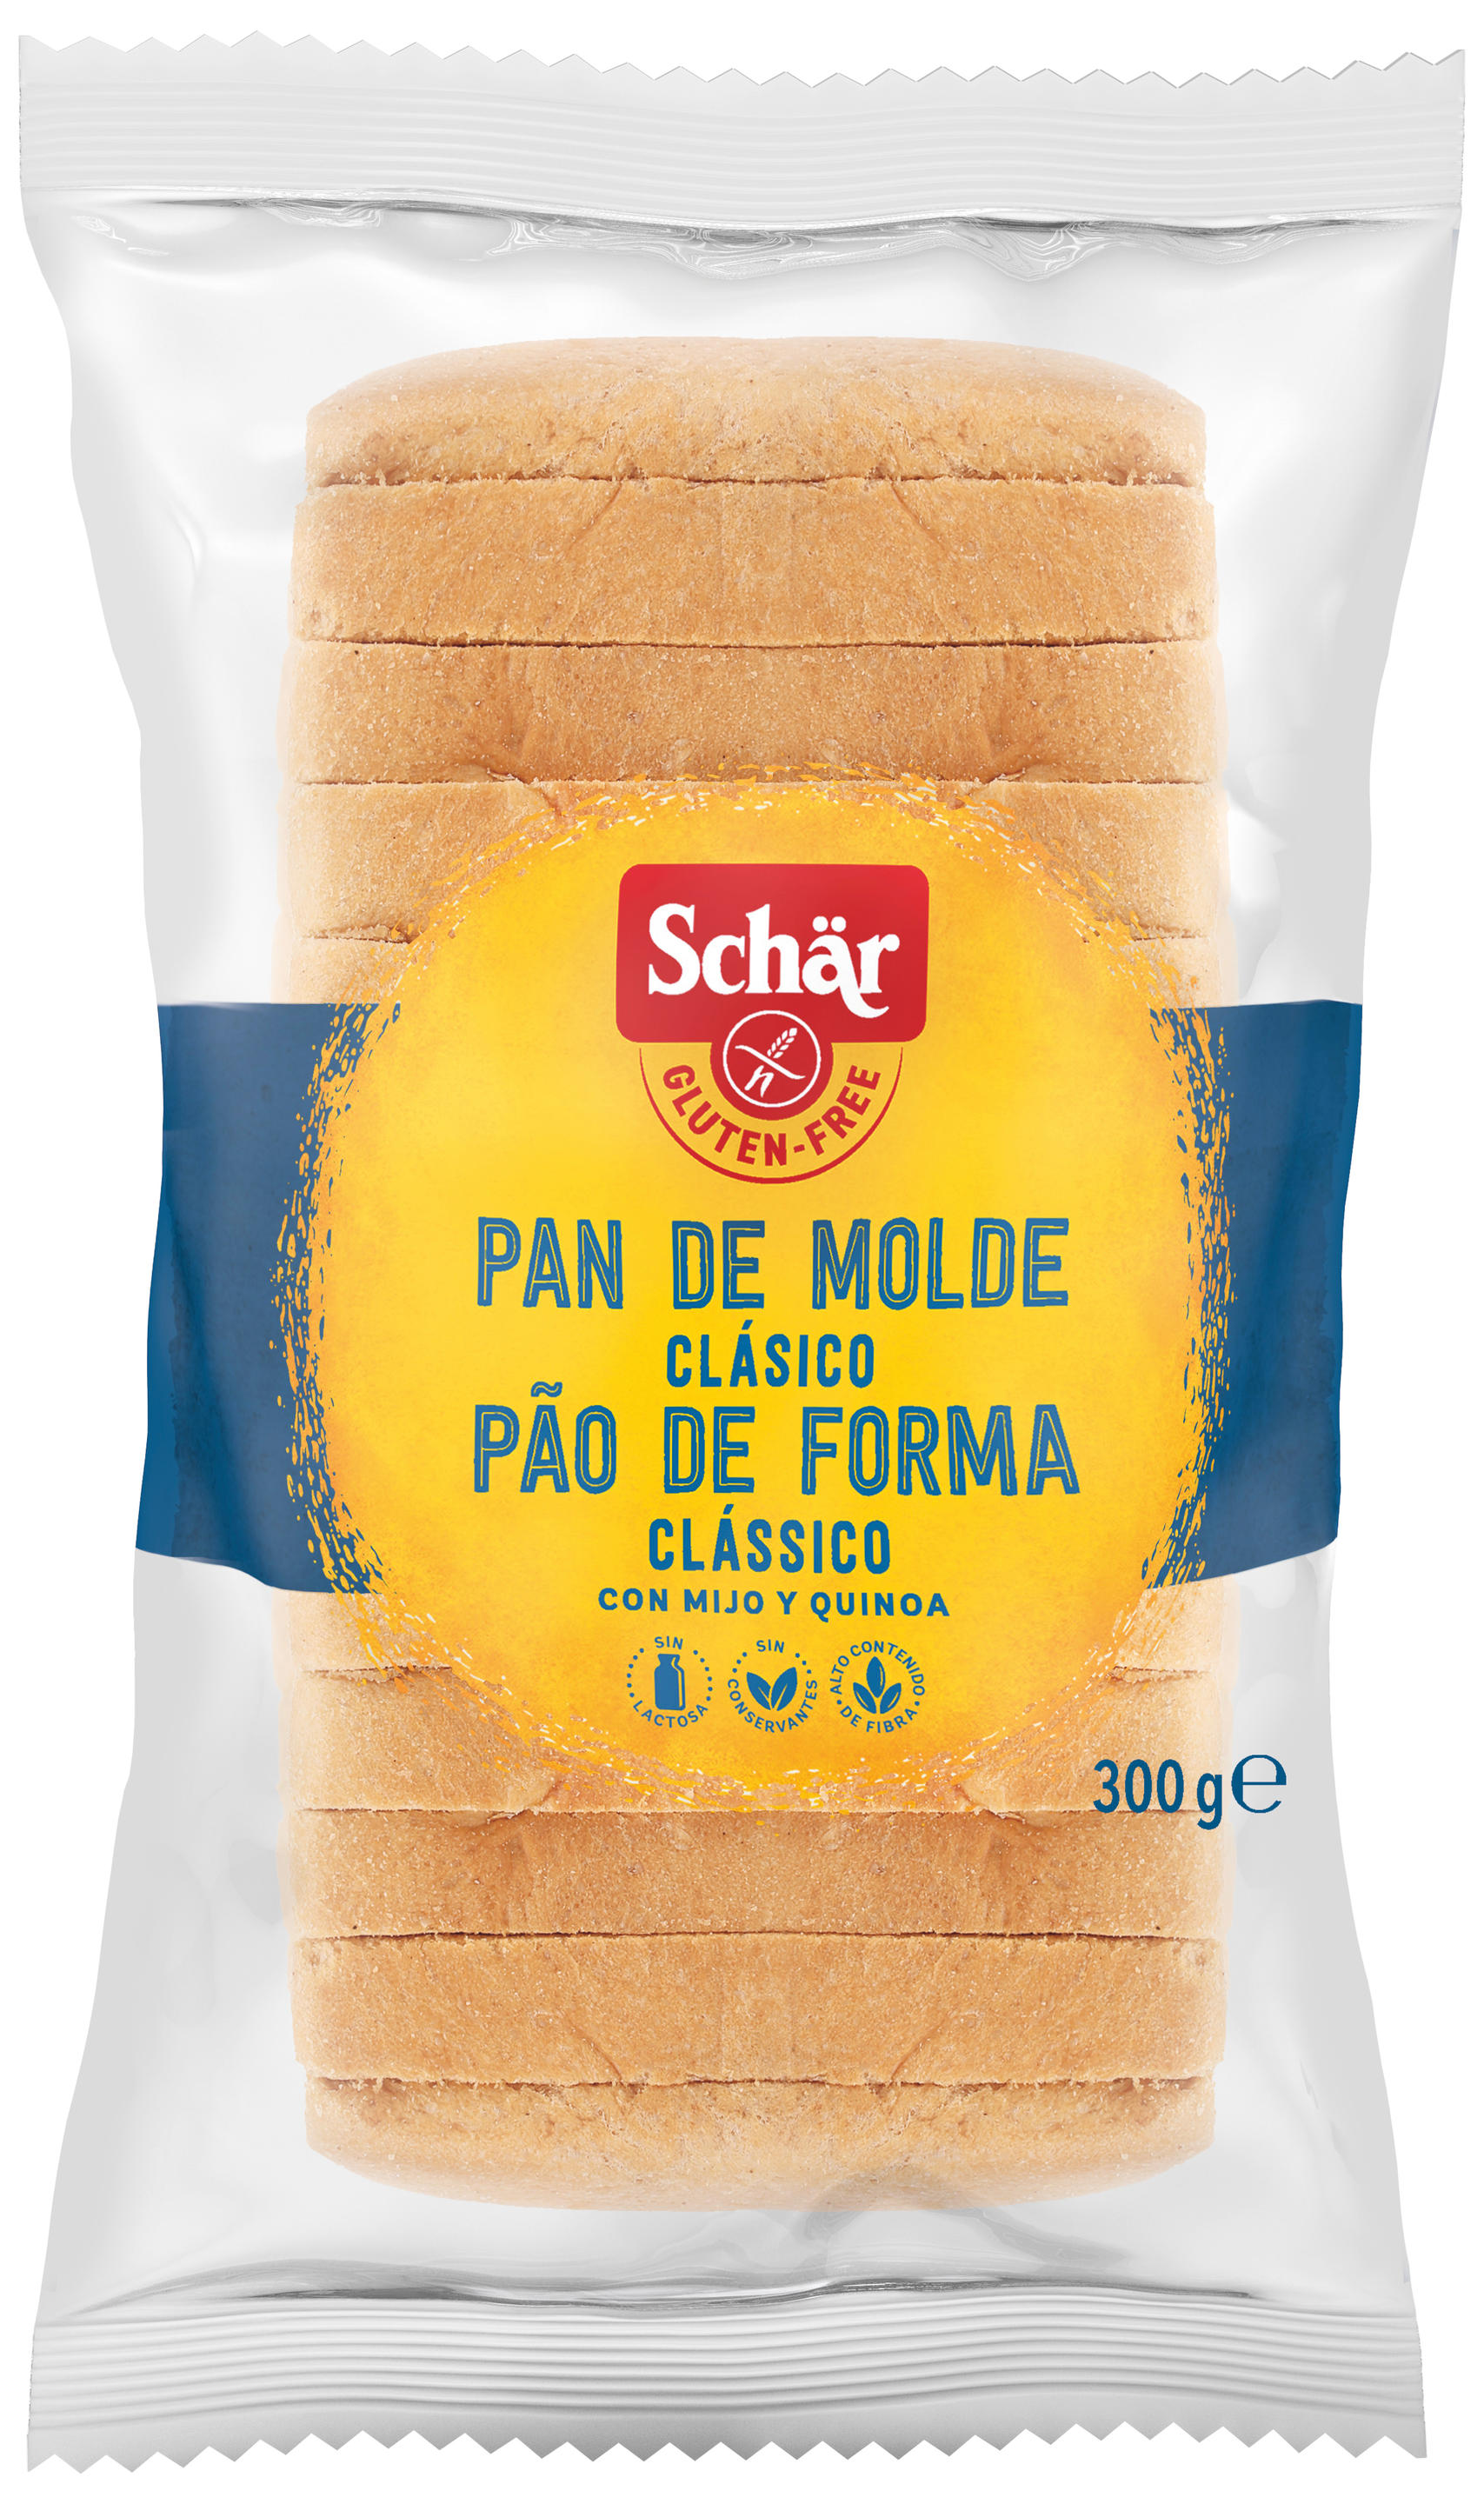 Schär
GLUTEN-FREE
PAN DE MOLDE
CLÁSICO
PÃO DE FORMA
CLÁSSICO
CON MIJO Y QUINOA
SIN LACTOSA
SIN CONSERVANTES
ALTO CONTENIDO DE FIBRA
300 g℮